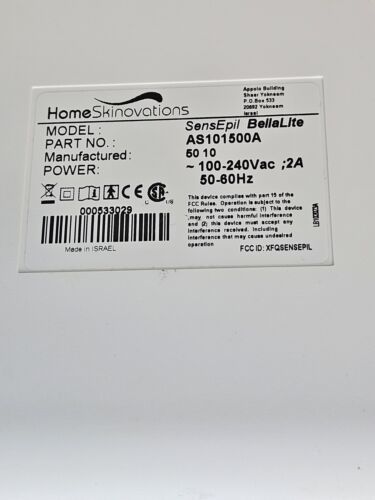 HomeSkinovations
Appolo Building
Shaar Yokneam
P.O.Box 533
20692 Yokneam
Israel
MODEL : SensEpil BellaLite
PART NO.: AS101500A
Manufactured: 50 10
POWER: ~ 100-240Vac ;2A
50-60Hz
C US
000533029
Made in ISRAEL
This device complies with part 15 of the
FCC Rules. Operation is subject to the
following two conditions: (1) This device
,may not cause harmful interference
and (2) this device must accept any
interference received. Including
interference that may cause undesired
operation
FCC ID: XFQSENSEPIL